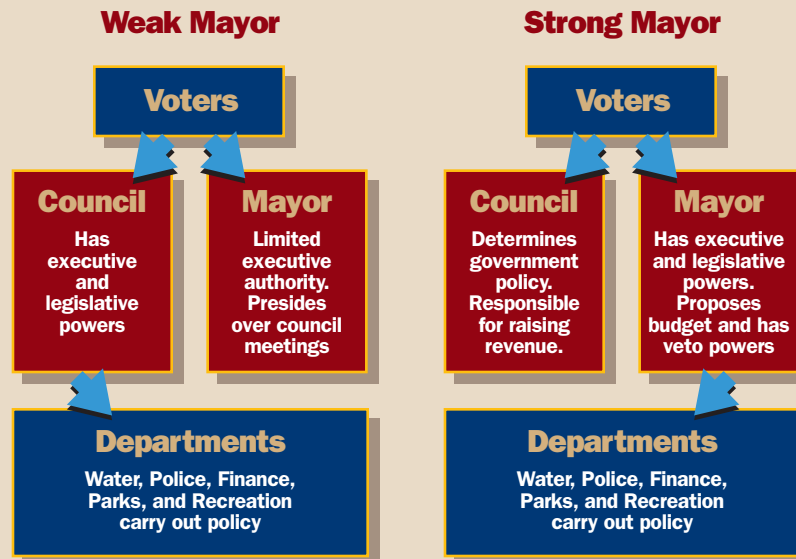 Weak Mayor
Voters
Council
Has
executive
and
legislative
powers
Mayor
Limited
executive
authority.
Presides
over council
meetings
Departments
Water, Police, Finance,
Parks, and Recreation
carry out policy
Strong Mayor
Voters
Council
Determines
government
policy.
Responsible
for raising
revenue.
Mayor
Has executive
and legislative
powers.
Proposes
budget and has
veto powers
Departments
Water, Police, Finance,
Parks, and Recreation
carry out policy